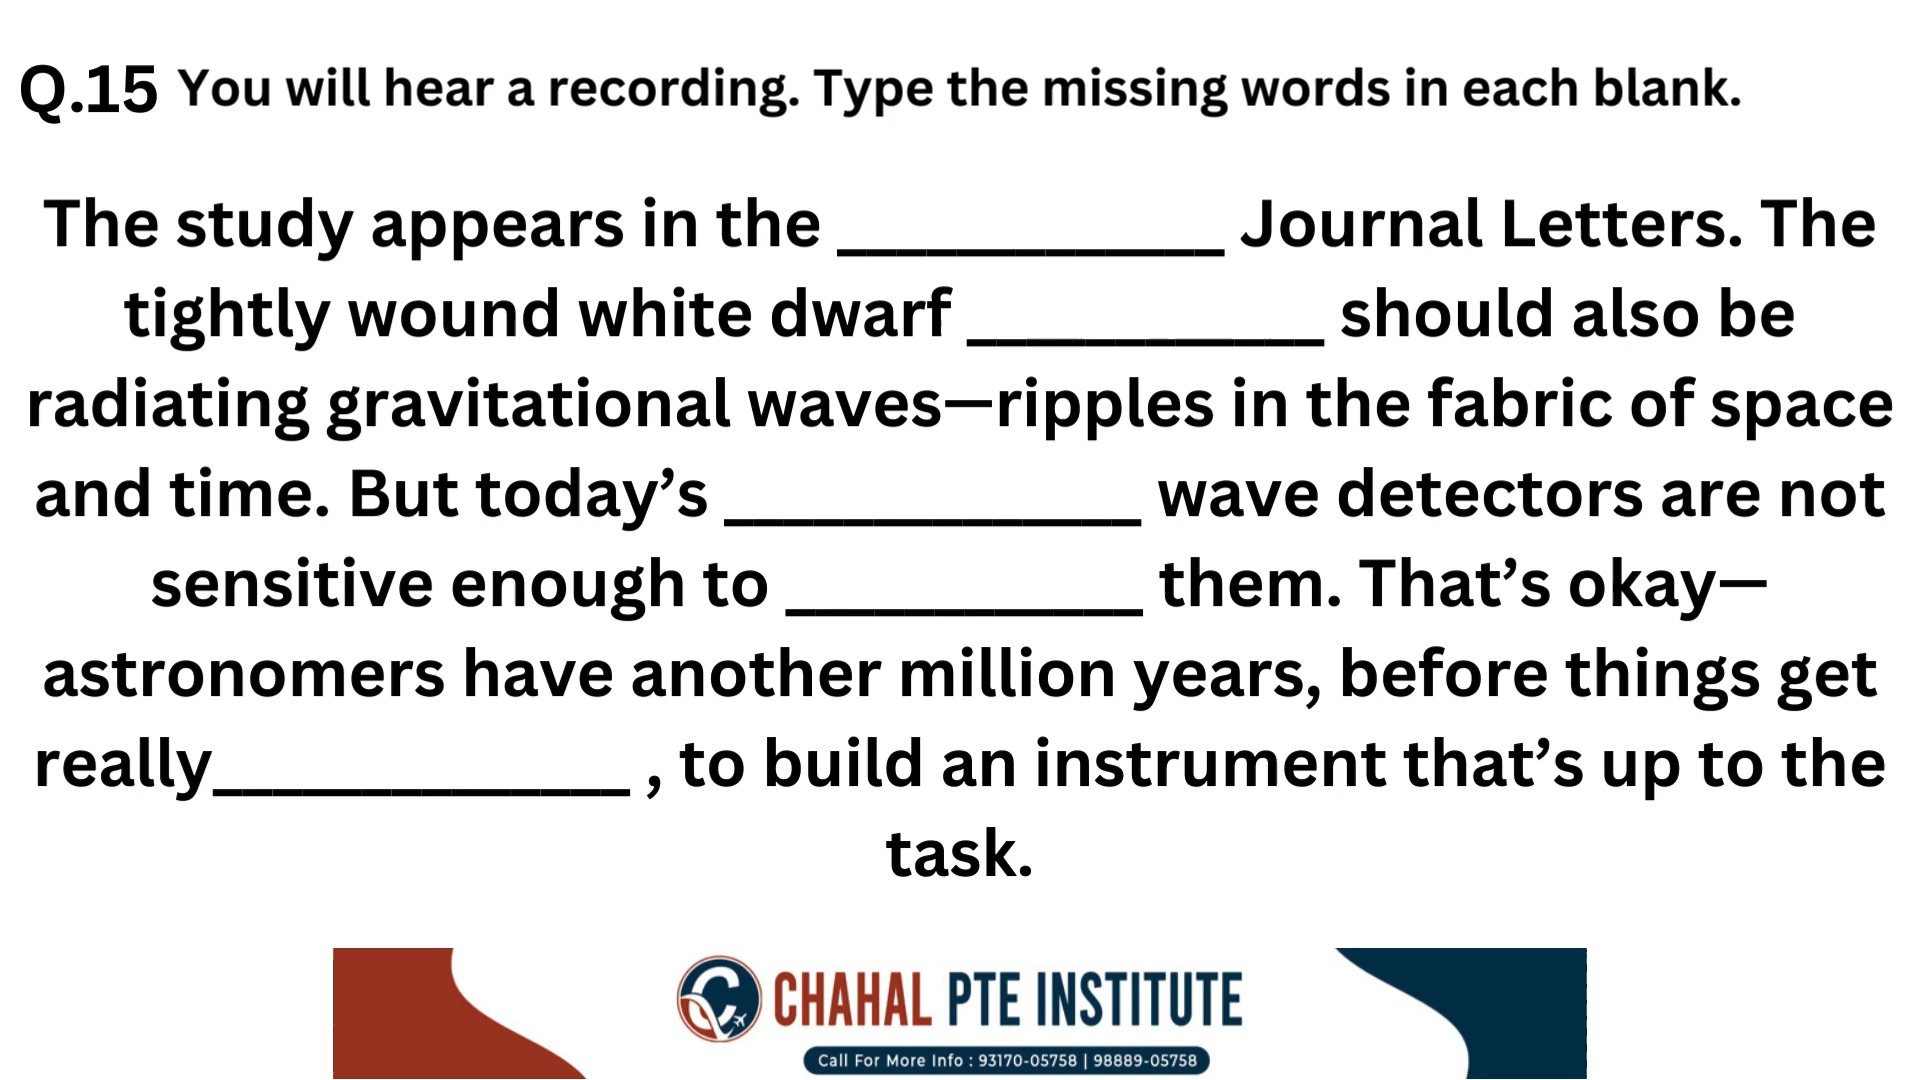 Q.15 You will hear a recording. Type the missing words in each blank.
The study appears in the _____________ Journal Letters. The
tightly wound white dwarf ____________ should also be
radiating gravitational waves—ripples in the fabric of space
and time. But today’s ______________ wave detectors are not
sensitive enough to ____________ them. That’s okay—
astronomers have another million years, before things get
really______________ , to build an instrument that’s up to the
task.
CHAHAL PTE INSTITUTE
Call For More Info : 93170-05758 | 98889-05758